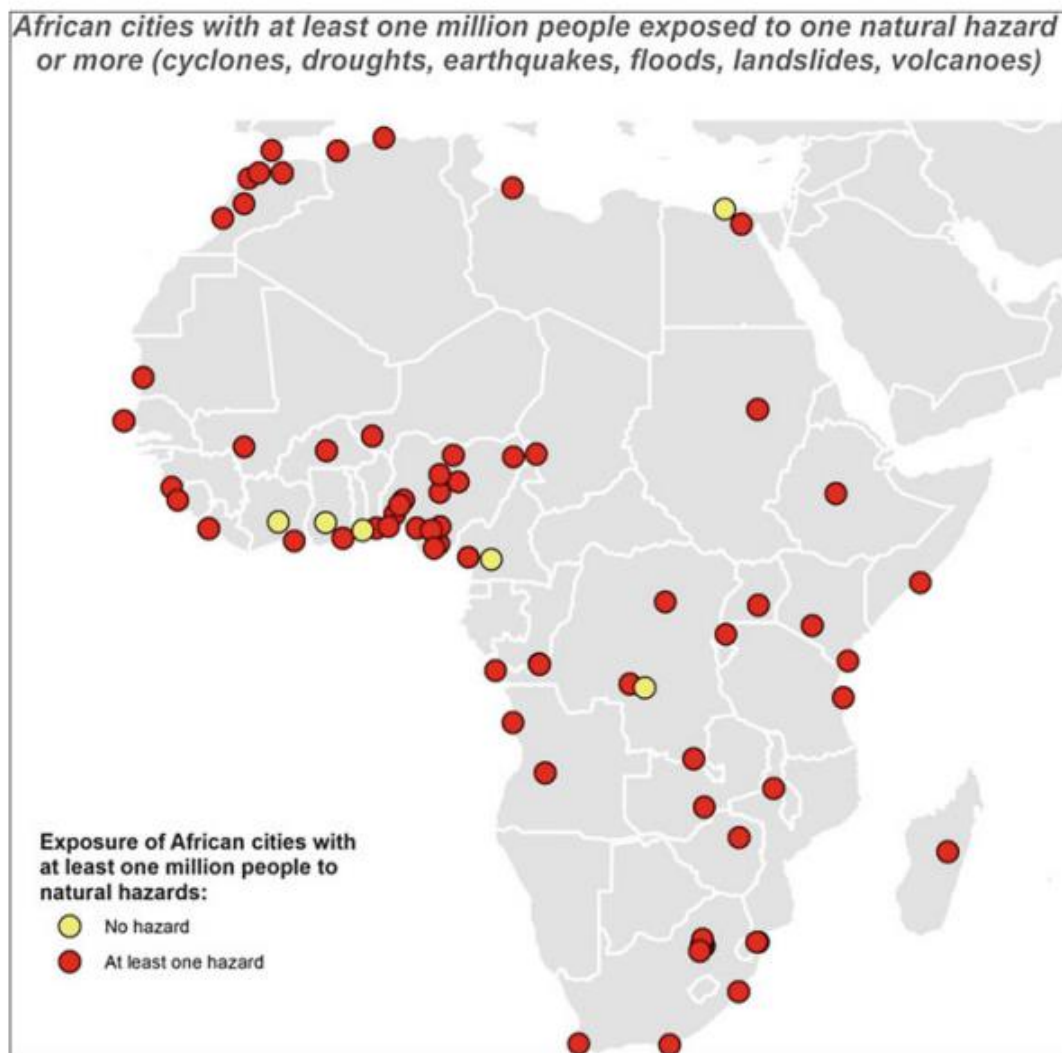 African cities with at least one million people exposed to one natural hazard
or more (cyclones, droughts, earthquakes, floods, landslides, volcanoes)
Exposure of African cities with
at least one million people to
natural hazards:
No hazard
At least one hazard